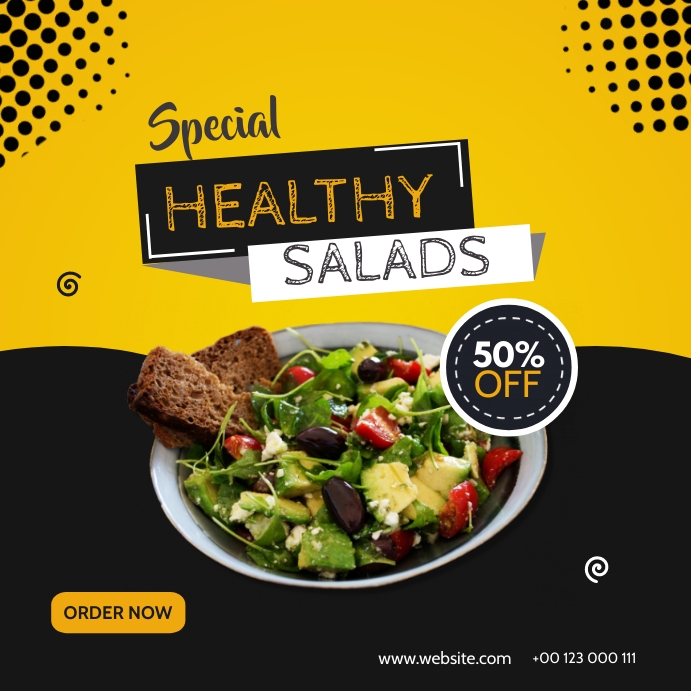 Special
HEALTHY
SALADS
50%
OFF
ORDER NOW
www.website.com +00 123 000 111